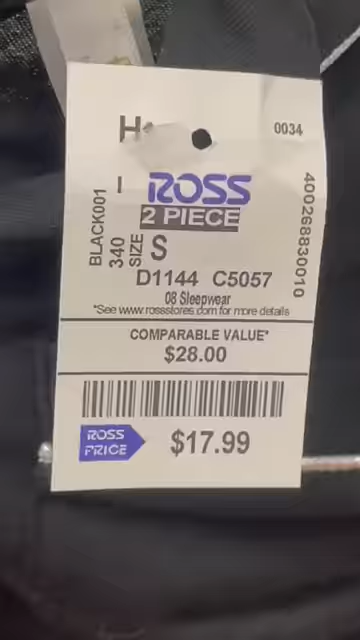 H
0034
I
ROSS
2 PIECE
BLACK001
340
SIZE S
400268830010
D1144 C5057
08 Sleepwear
*See www.rossstores.com for more details
COMPARABLE VALUE*
$28.00
ROSS PRICE
$17.99